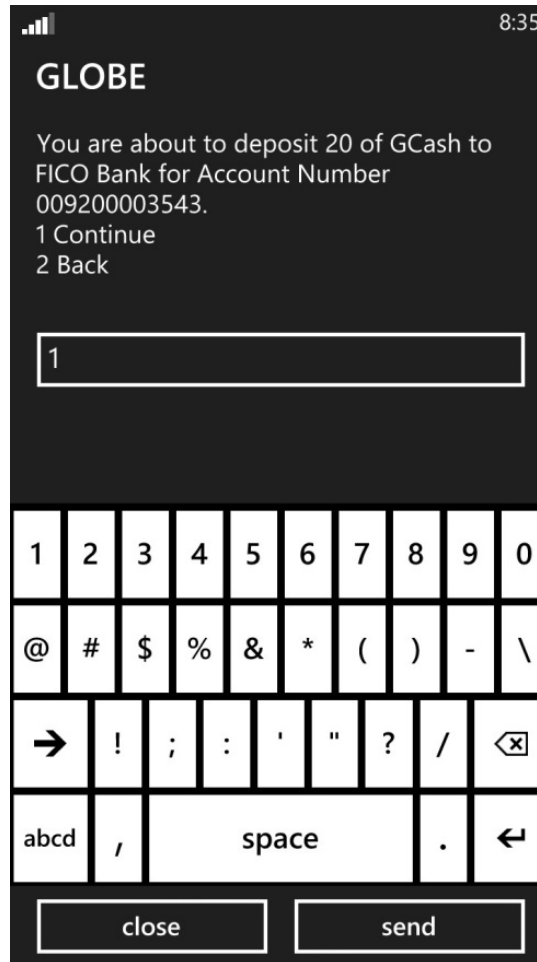 8:35
GLOBE
You are about to deposit 20 of GCash to
FICO Bank for Account Number
009200003543.
1 Continue
2 Back
1
1 2 3 4 5 6 7 8 9 0
@ # $ % & * ( ) - \
! ; : ' " ? /
abcd , space .
close send